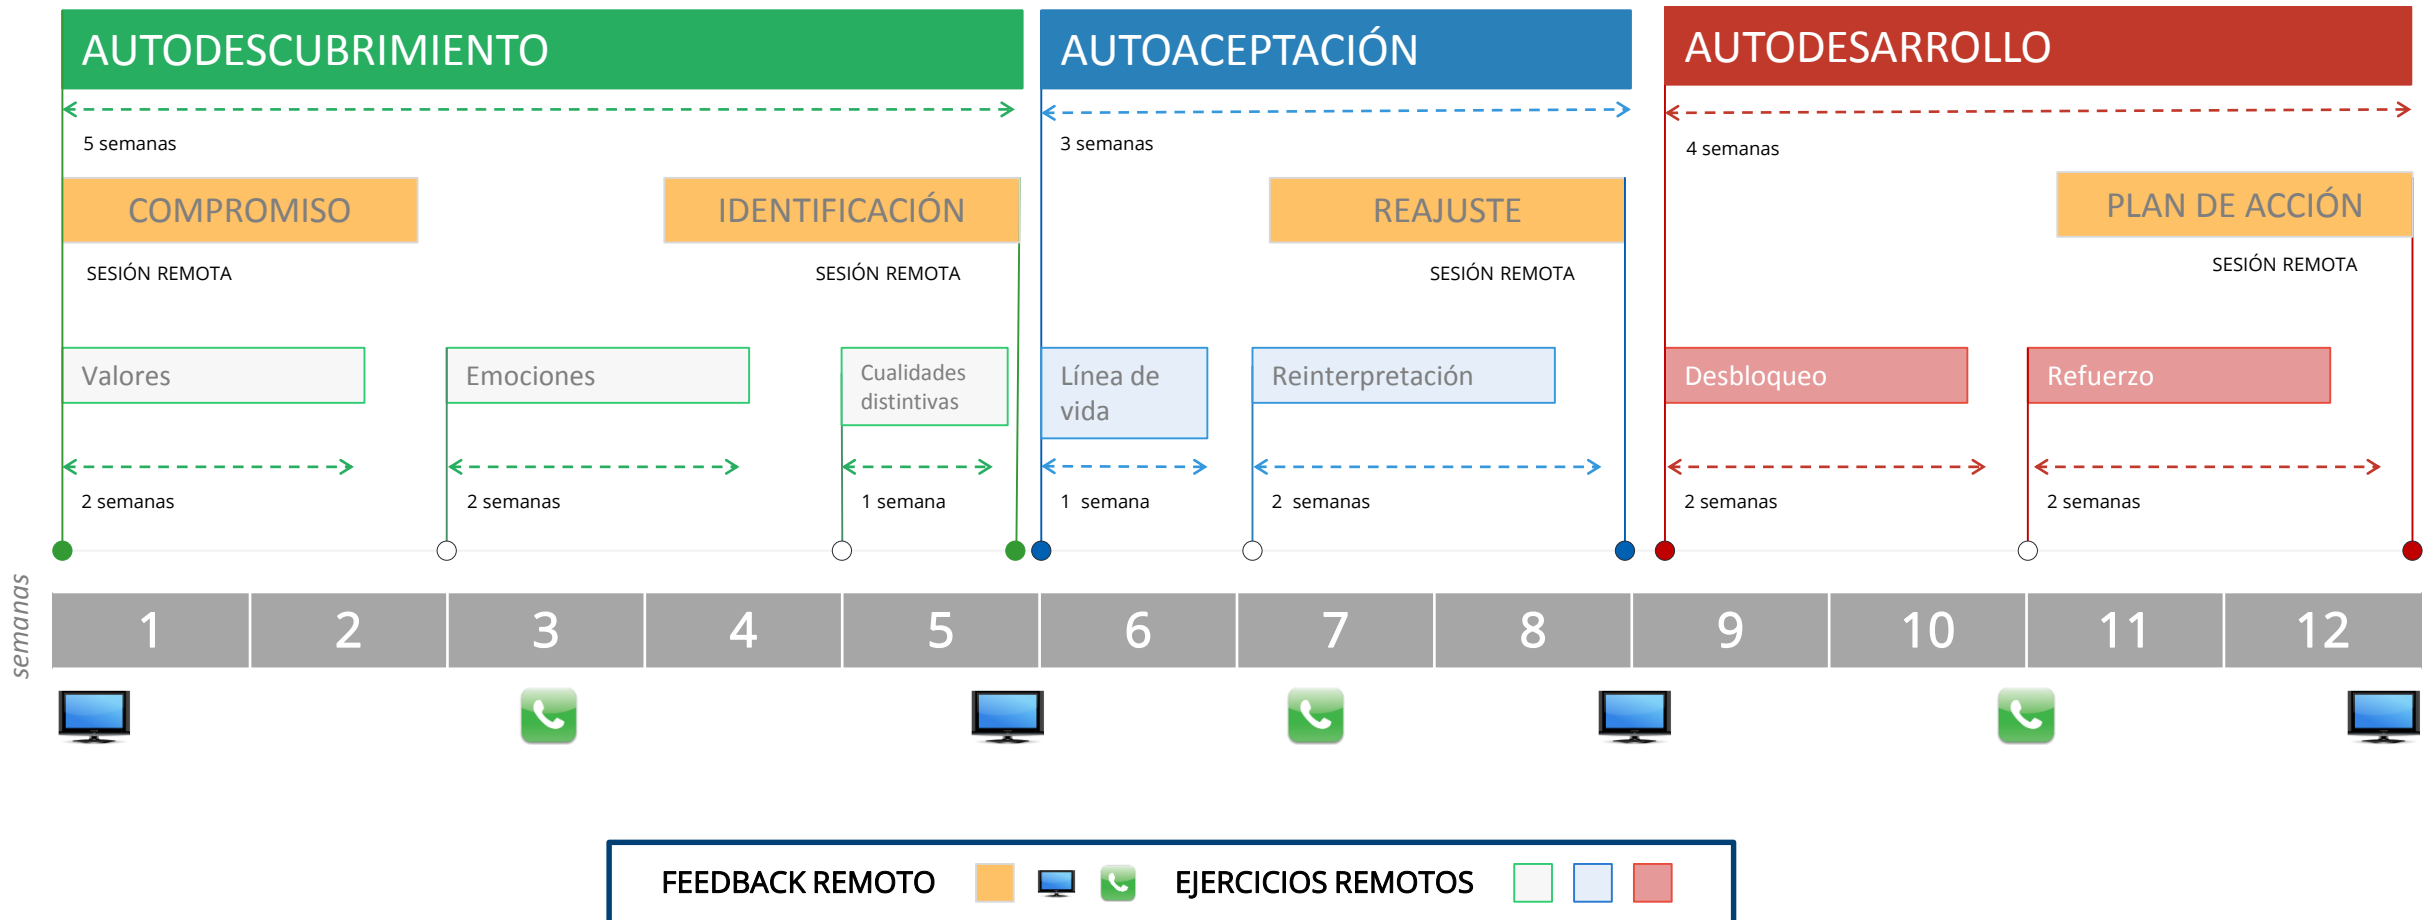 AUTODESCUBRIMIENTO
AUTOACEPTACIÓN
AUTODESARROLLO
5 semanas
3 semanas
4 semanas
COMPROMISO
IDENTIFICACIÓN
REAJUSTE
PLAN DE ACCIÓN
SESIÓN REMOTA
SESIÓN REMOTA
SESIÓN REMOTA
SESIÓN REMOTA
Valores
Emociones
Cualidades
distintivas
Línea de
vida
Reinterpretación
Desbloqueo
Refuerzo
2 semanas
2 semanas
1 semana
1 semana
2 semanas
2 semanas
2 semanas
semanas
1 2 3 4 5 6 7 8 9 10 11 12
FEEDBACK REMOTO EJERCICIOS REMOTOS